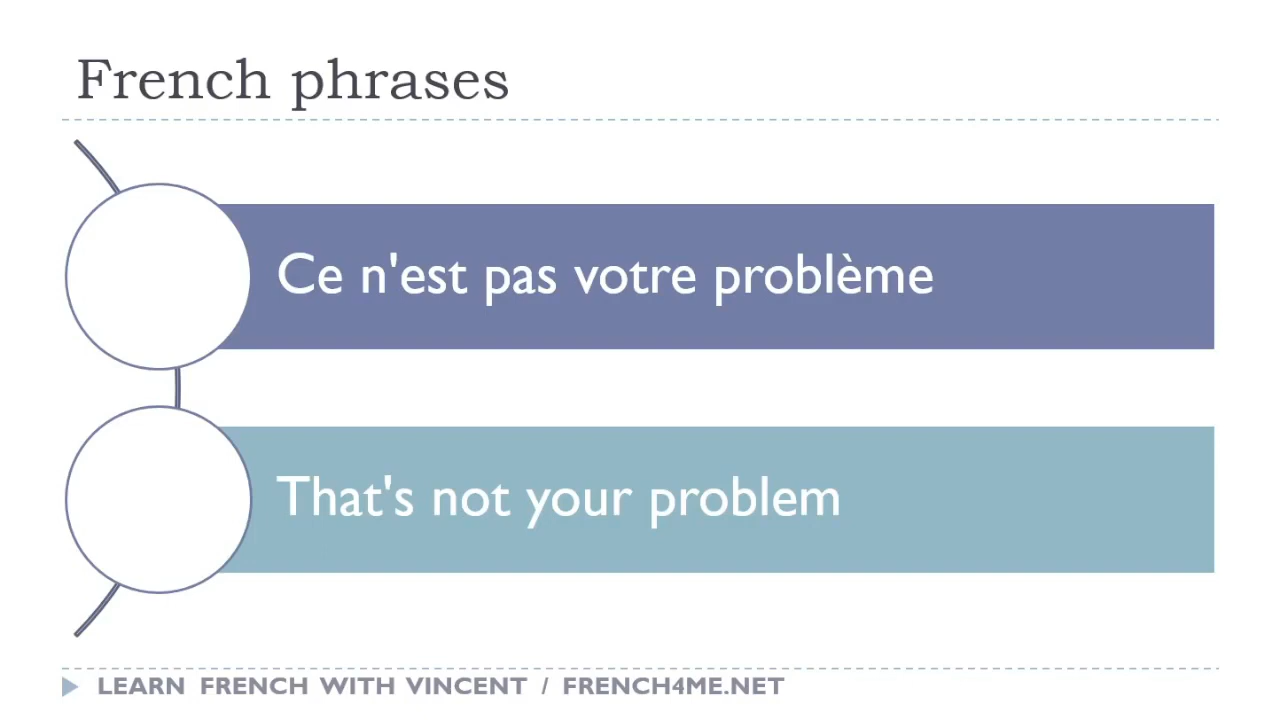 French phrases
Ce n'est pas votre problème
That's not your problem
LEARN FRENCH WITH VINCENT / FRENCH4ME.NET